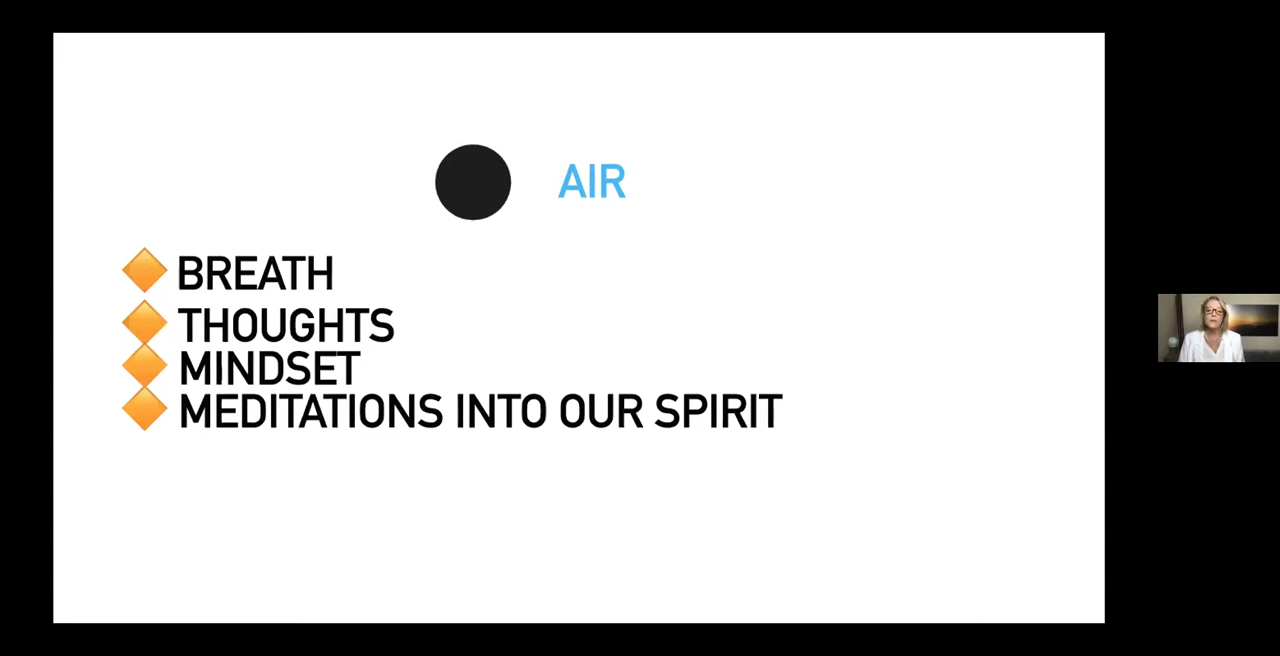 AIR
BREATH
THOUGHTS
MINDSET
MEDITATIONS INTO OUR SPIRIT